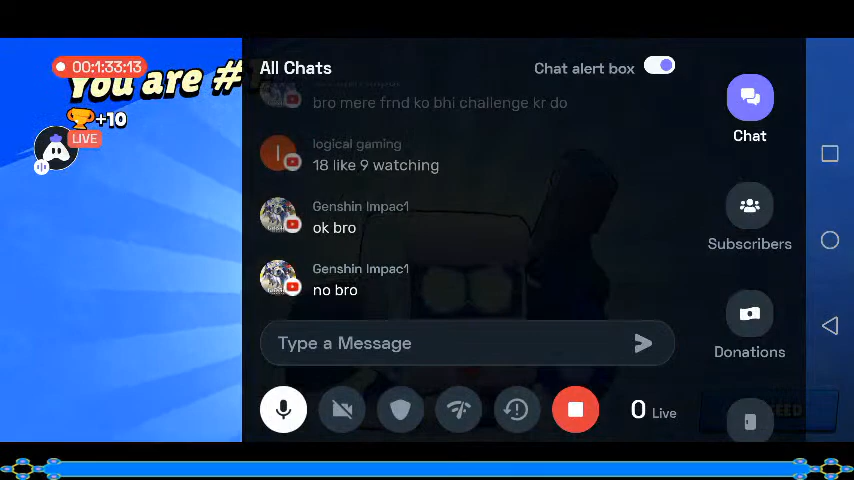 00:1:33:13
You are #
+10
LIVE
All Chats
Chat alert box
bro mere frnd ko bhi challenge kr do
I
logical gaming
18 like 9 watching
Genshin Impac1
ok bro
Genshin Impac1
no bro
Type a Message
0 Live
Chat
Subscribers
Donations